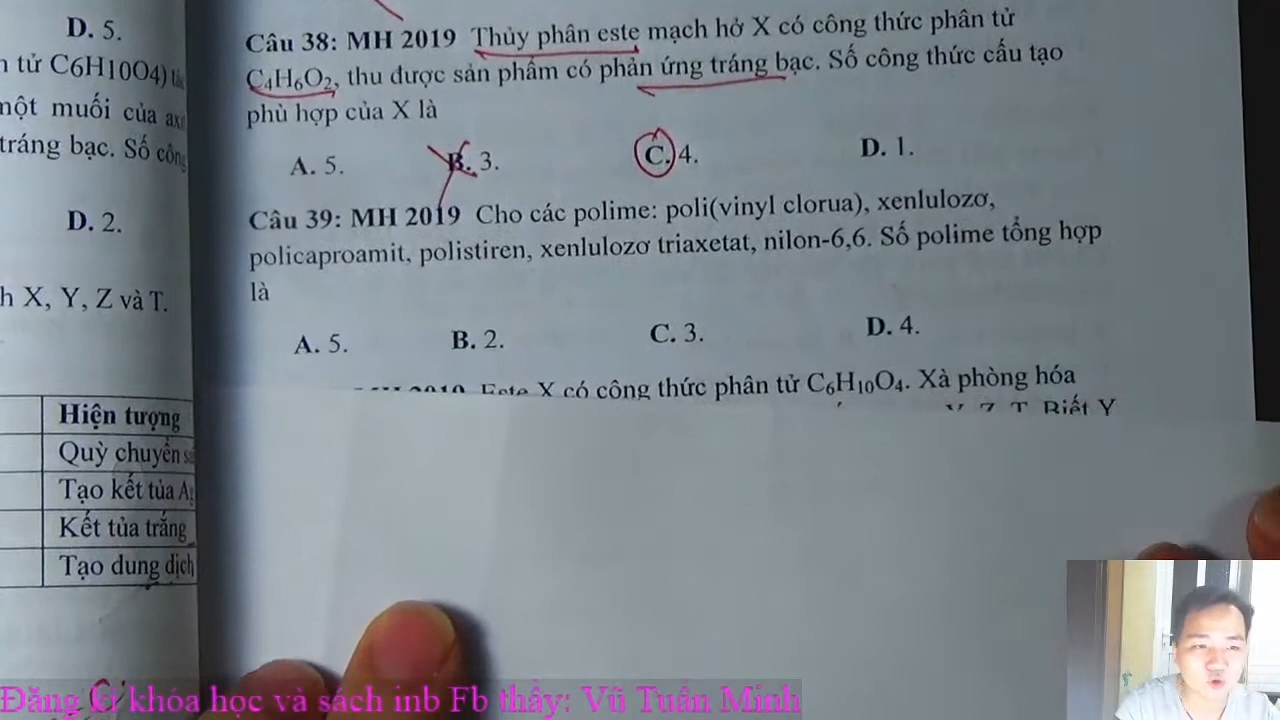 D. 5.
tử C6H10O4)
một muối của
tráng bạc. Số
D. 2.
X, Y, Z và T.
Hiện tượng
Quỳ chuyển
Tạo kết tủa
Kết tủa trắng
Tạo dung dịch
Câu 38: MH 2019 Thủy phân este mạch hở X có công thức phân tử
C₄H₆O₂, thu được sản phẩm có phản ứng tráng bạc. Số công thức cấu tạo
phù hợp của X là
A. 5. B. 3. C. 4. D. 1.
Câu 39: MH 2019 Cho các polime: poli(vinyl clorua), xenlulozơ,
policaproamit, polistiren, xenlulozơ triaxetat, nilon-6,6. Số polime tổng hợp
là
A. 5. B. 2. C. 3. D. 4.
Este X có công thức phân tử C₆H₁₀O₄. Xà phòng hóa
Biết Y
Đăng kí khóa học và sách inb Fb thầy: Vũ Tuấn Minh